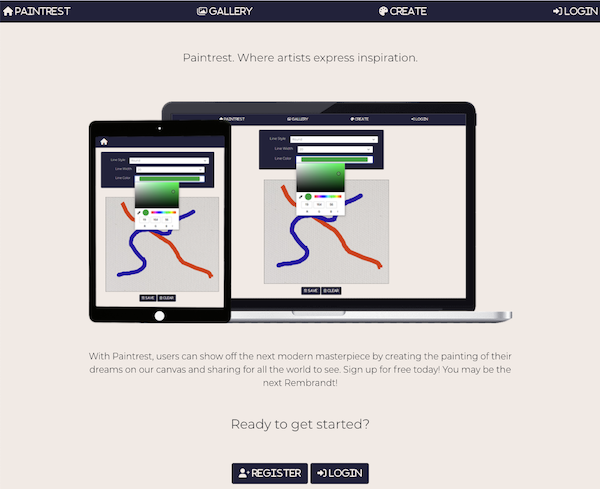 PAINTREST GALLERY CREATE LOGIN
Paintrest. Where artists express inspiration.
PAINTREST GALLERY CREATE LOGIN
Line Style
Line Width
Line Color
SAVE CLEAR
Line Style
Line Width
Line Color
SAVE CLEAR
With Paintrest, users can show off the next modern masterpiece by creating the painting of their
dreams on our canvas and sharing for all the world to see. Sign up for free today! You may be the
next Rembrandt!
Ready to get started?
REGISTER LOGIN